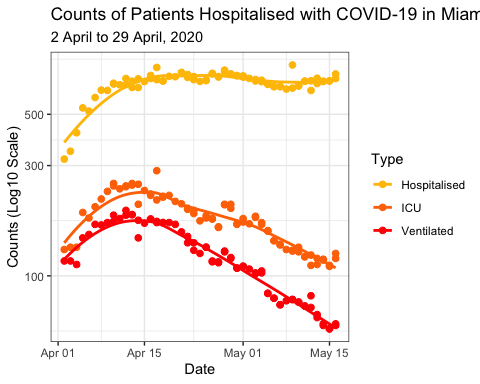 Counts of Patients Hospitalised with COVID-19 in Miam
2 April to 29 April, 2020
Counts (Log10 Scale)
500
300
100
Apr 01
Apr 15
May 01
May 15
Date
Type
Hospitalised
ICU
Ventilated